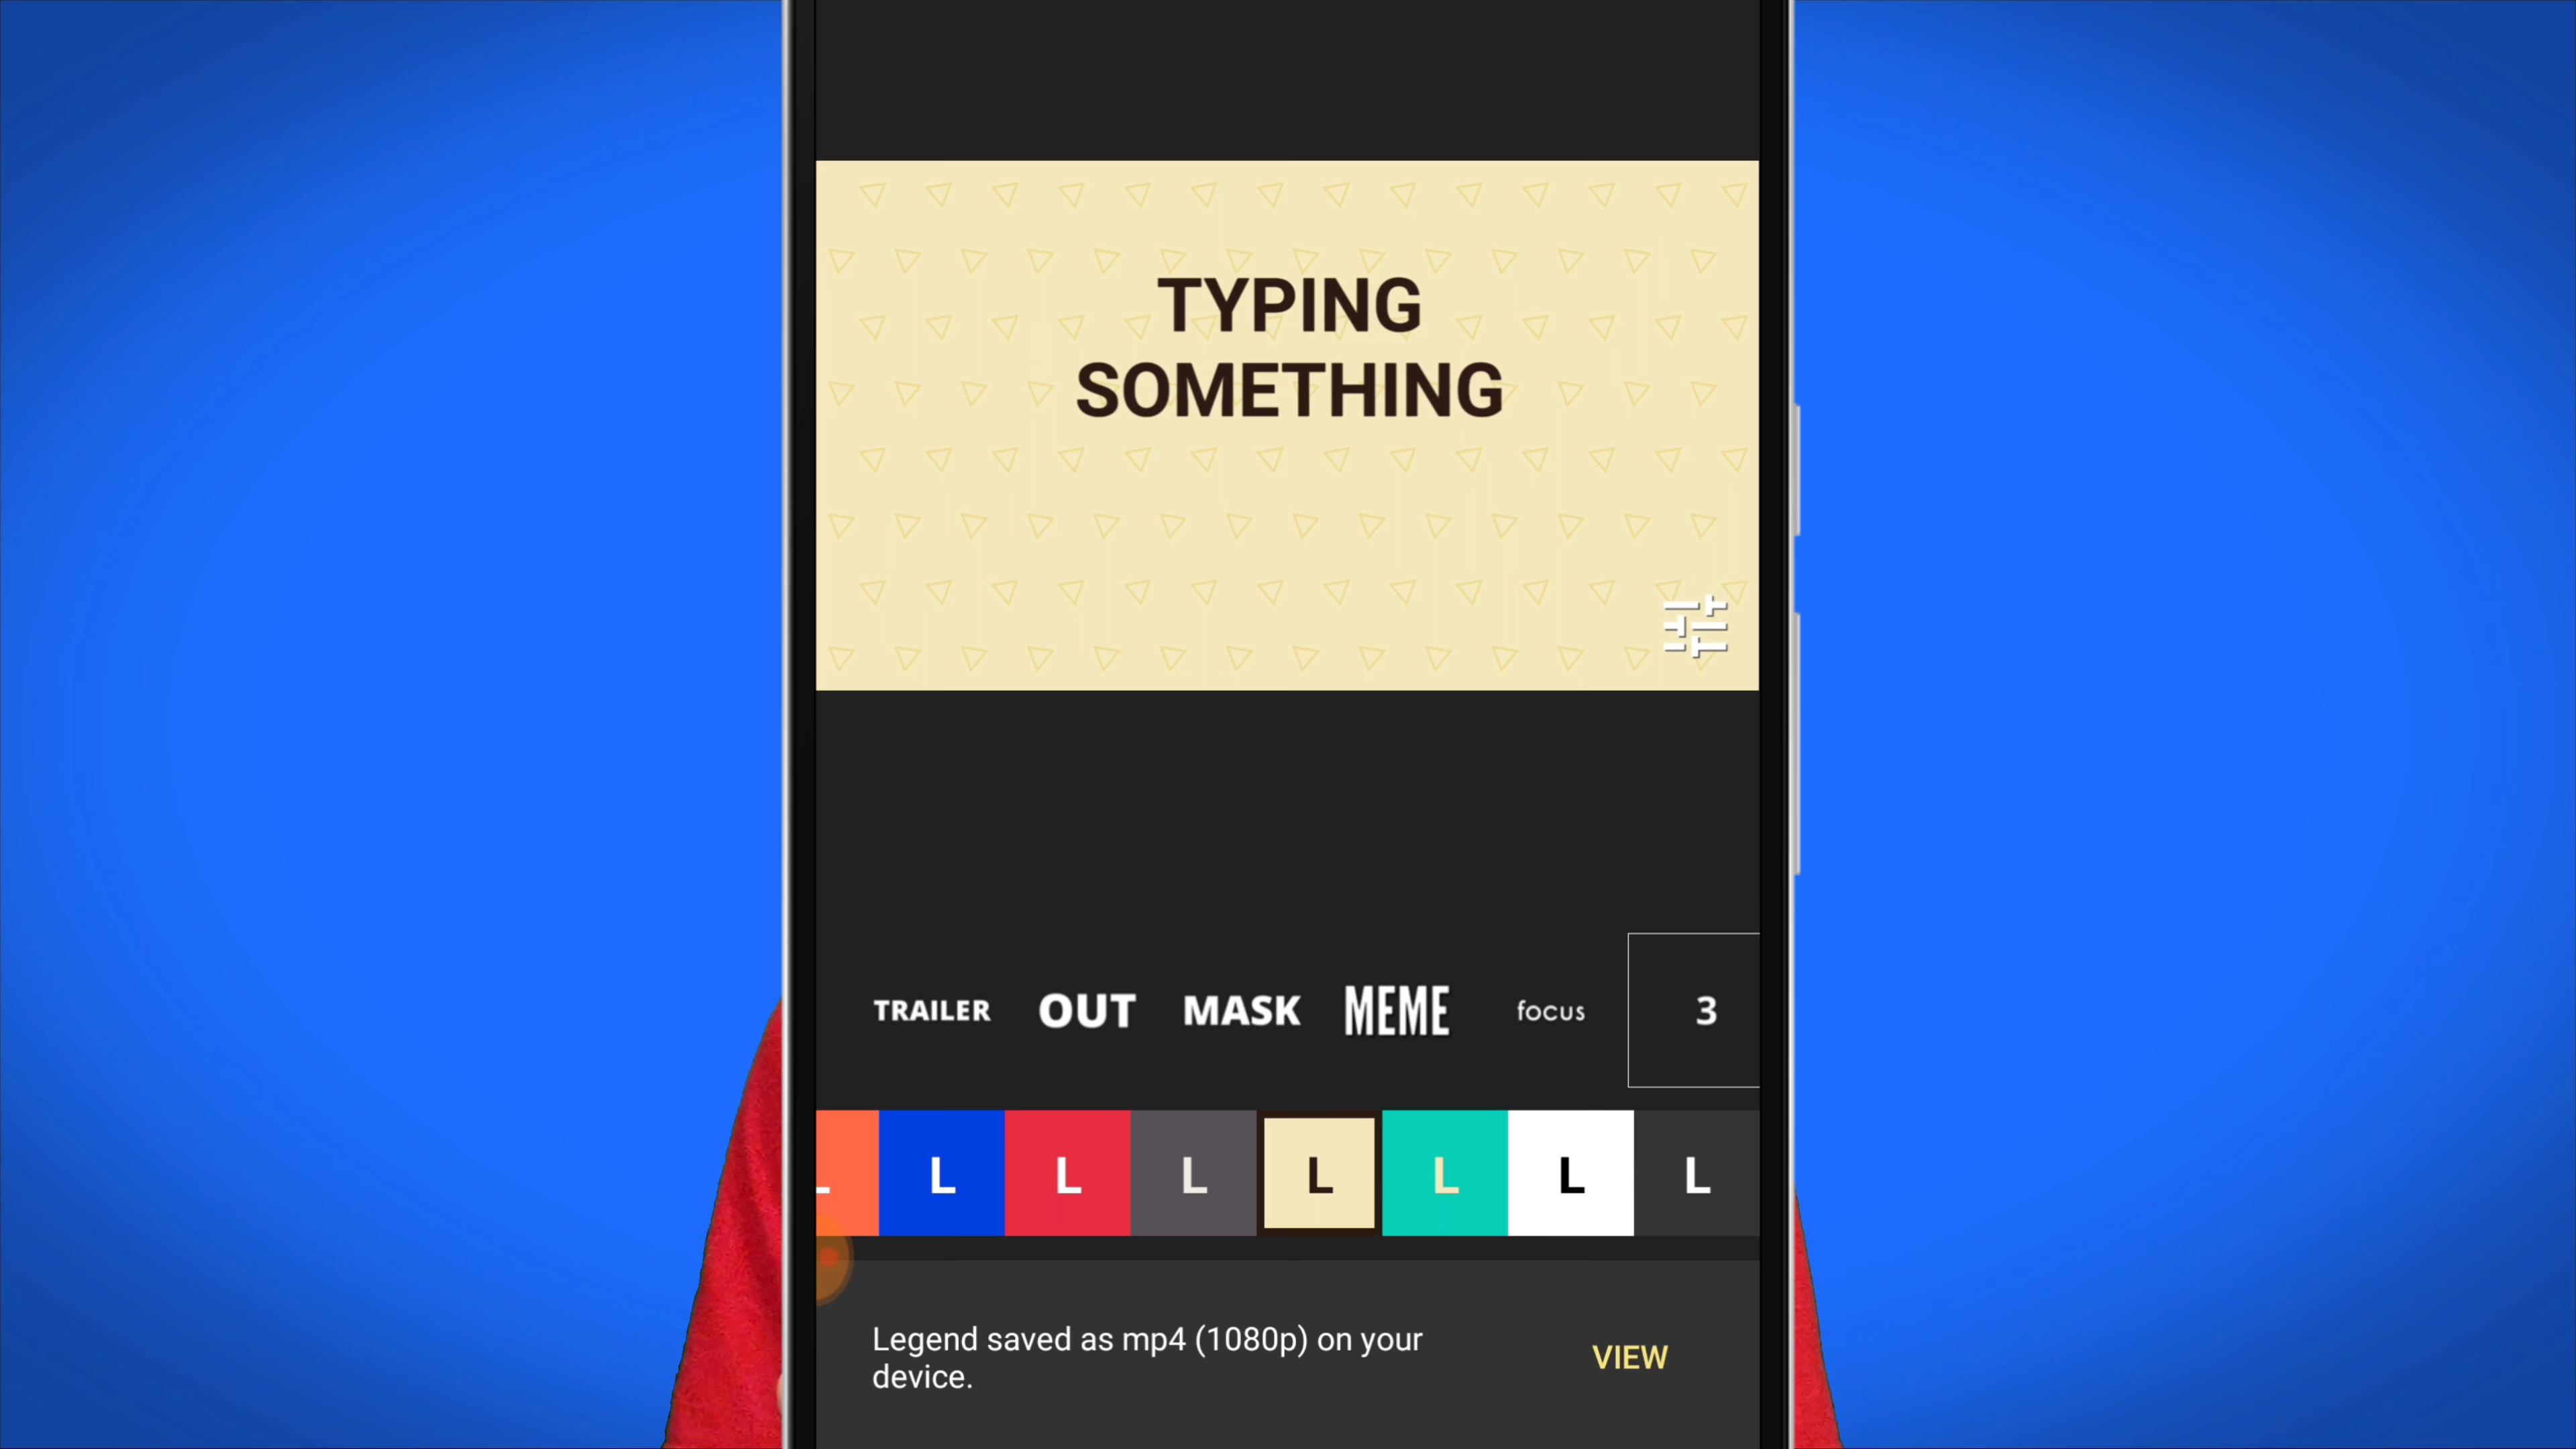 TYPING
SOMETHING
TRAILER OUT MASK MEME focus 3
L L L L L L L L
Legend saved as mp4 (1080p) on your
device.
VIEW